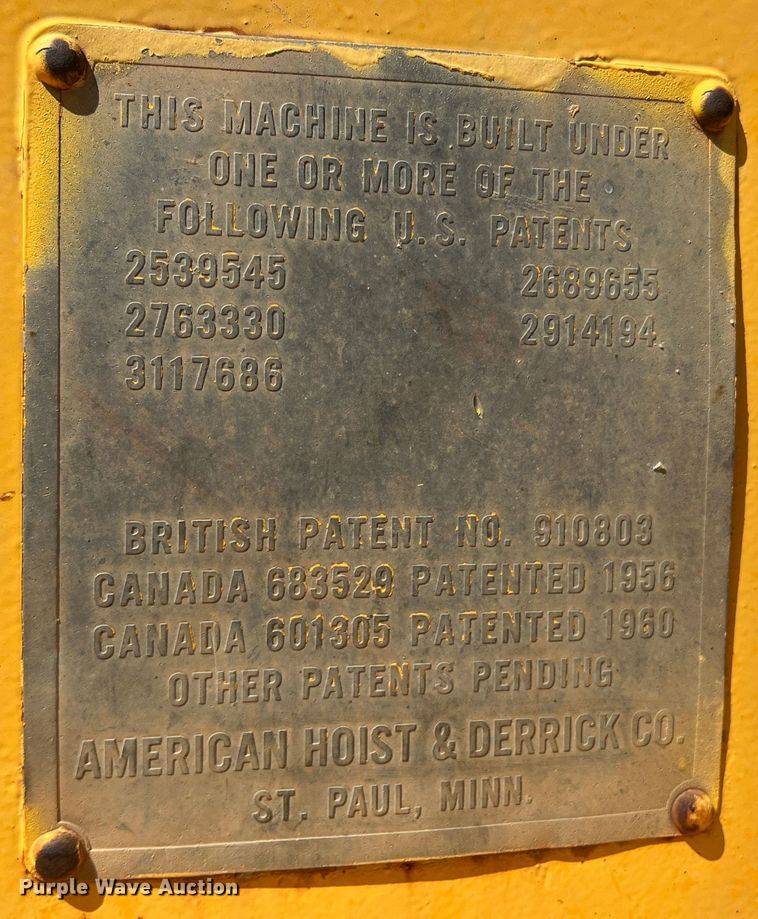 THIS MACHINE IS BUILT UNDER
ONE OR MORE OF THE
FOLLOWING U.S. PATENTS
2539545 2689655
2763330 2914194
3117686
BRITISH PATENT NO. 910803
CANADA 683529 PATENTED 1956
CANADA 601305 PATENTED 1960
OTHER PATENTS PENDING
AMERICAN HOIST & DERRICK CO.
ST. PAUL, MINN.
Purple Wave Auction